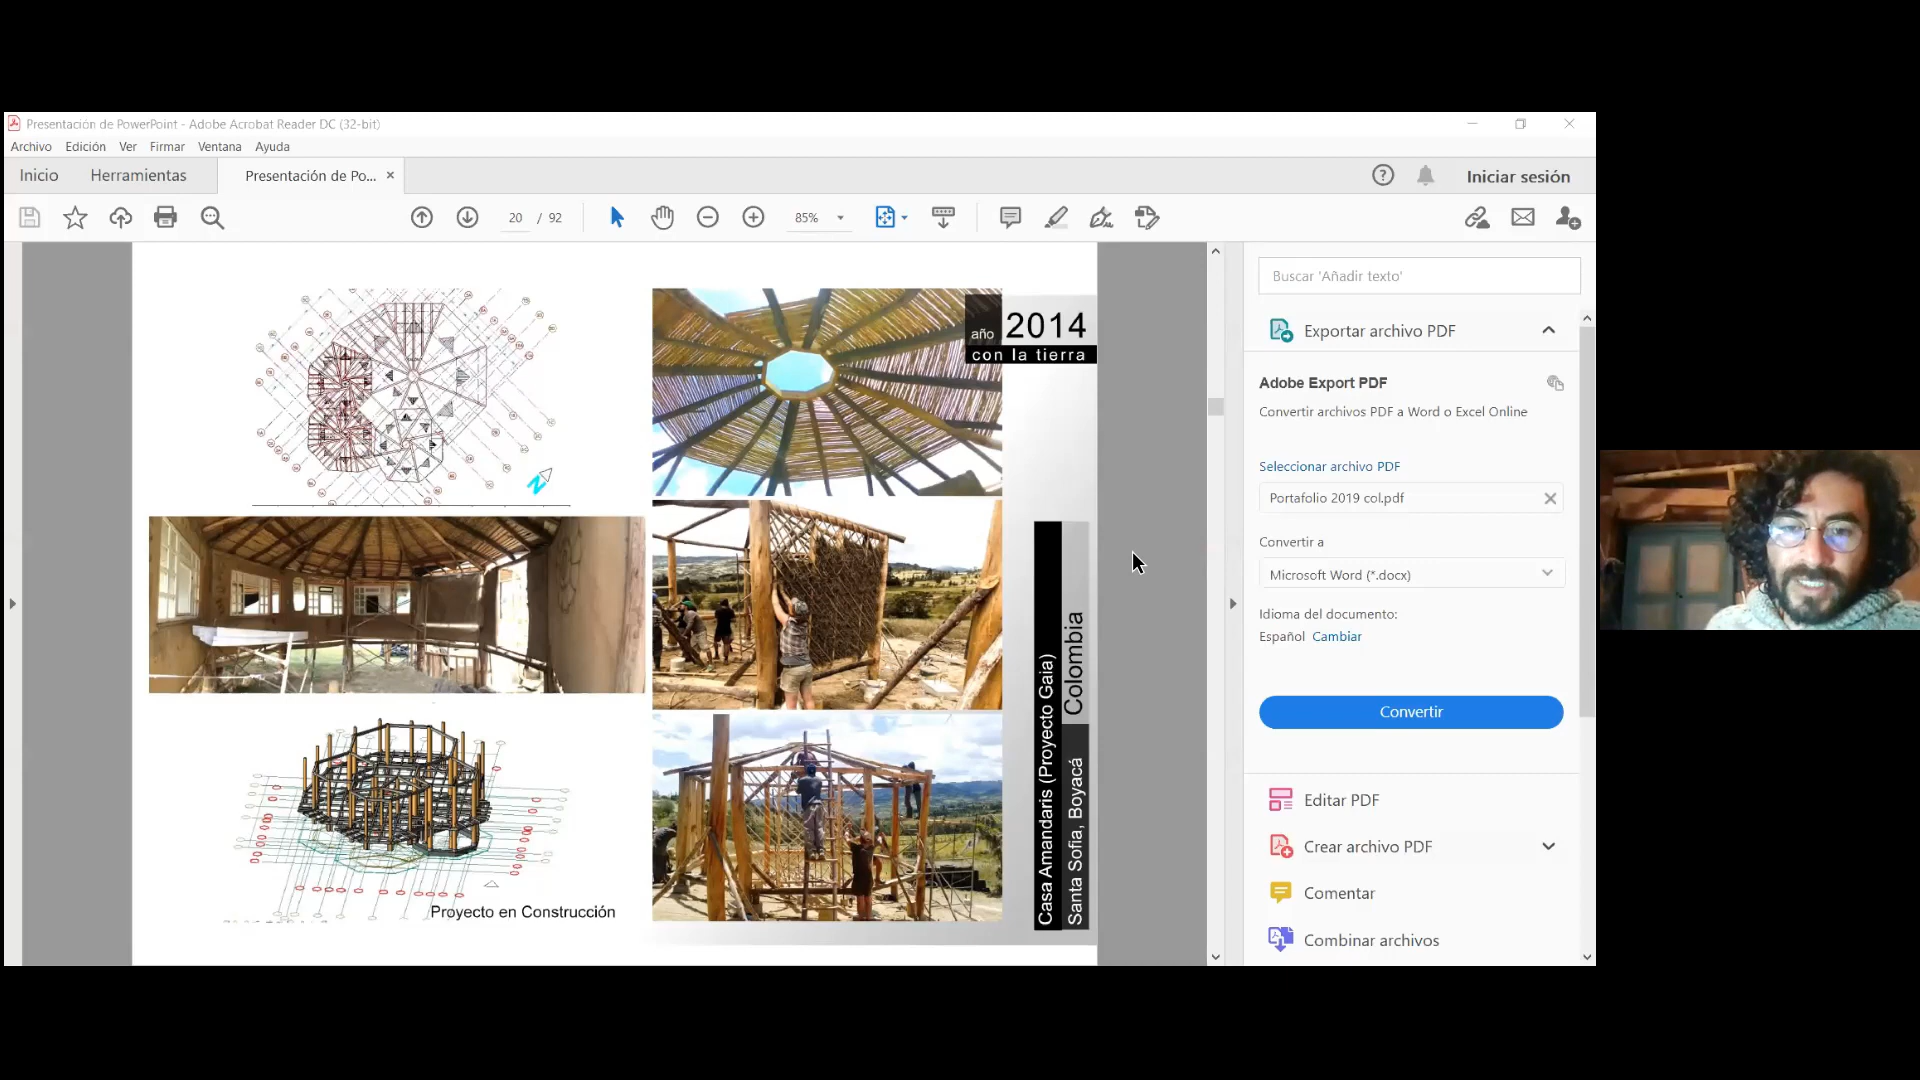 Presentación de PowerPoint - Adobe Acrobat Reader DC (32-bit)
Archivo Edición Ver Firmar Ventana Ayuda
Inicio Herramientas Presentación de Po... × Iniciar sesión
20 / 92 85%
año 2014
con la tierra
Casa Amandaris (Proyecto Gaia)
Santa Sofia, Boyacá Colombia
Proyecto en Construcción
Buscar 'Añadir texto'
Exportar archivo PDF
Adobe Export PDF
Convertir archivos PDF a Word o Excel Online
Seleccionar archivo PDF
Portafolio 2019 col.pdf
Convertir a
Microsoft Word (*.docx)
Idioma del documento:
Español Cambiar
Convertir
Editar PDF
Crear archivo PDF
Comentar
Combinar archivos